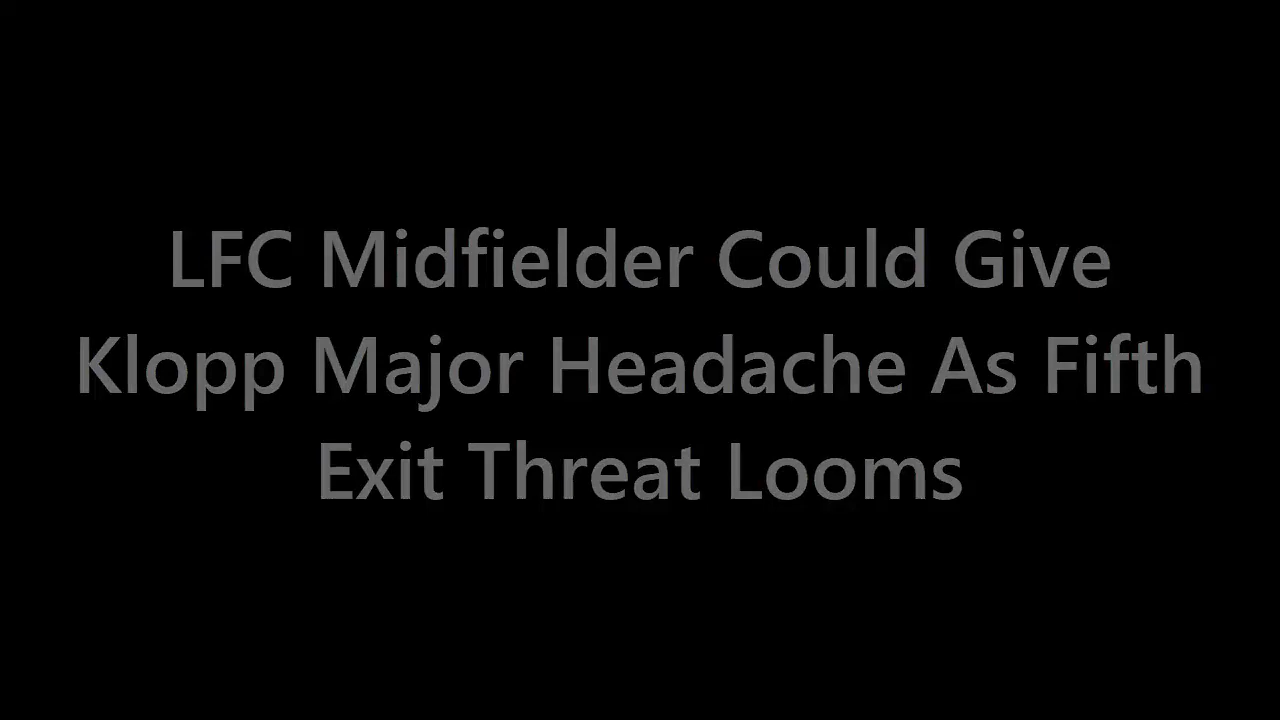 LFC Midfielder Could Give
Klopp Major Headache As Fifth
Exit Threat Looms